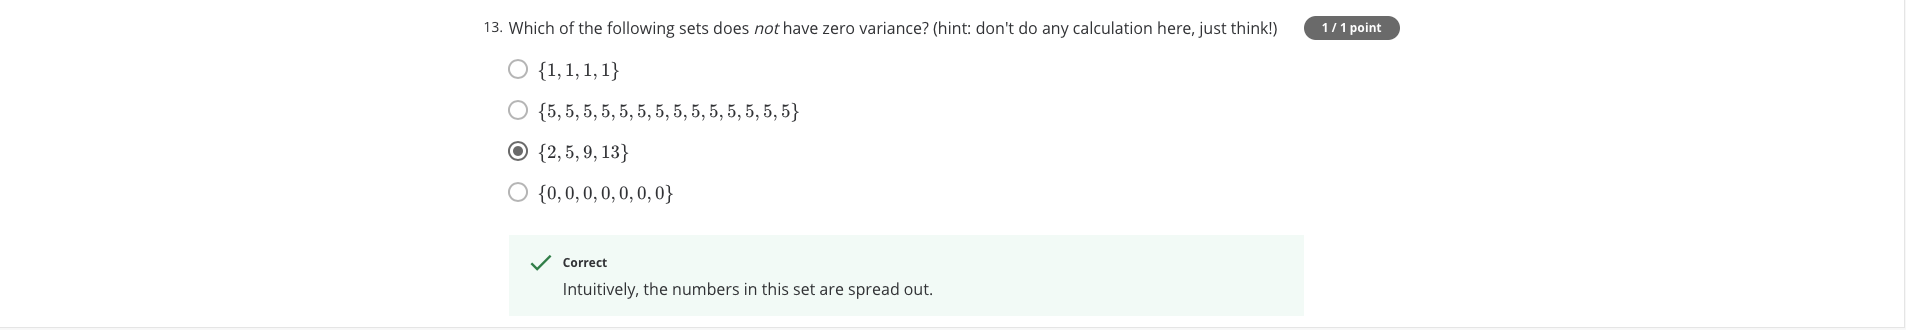 13. Which of the following sets does not have zero variance? (hint: don't do any calculation here, just think!)
1 / 1 point
{1, 1, 1, 1}
{5, 5, 5, 5, 5, 5, 5, 5, 5, 5, 5, 5, 5, 5}
{2, 5, 9, 13}
{0, 0, 0, 0, 0, 0, 0}
Correct
Intuitively, the numbers in this set are spread out.